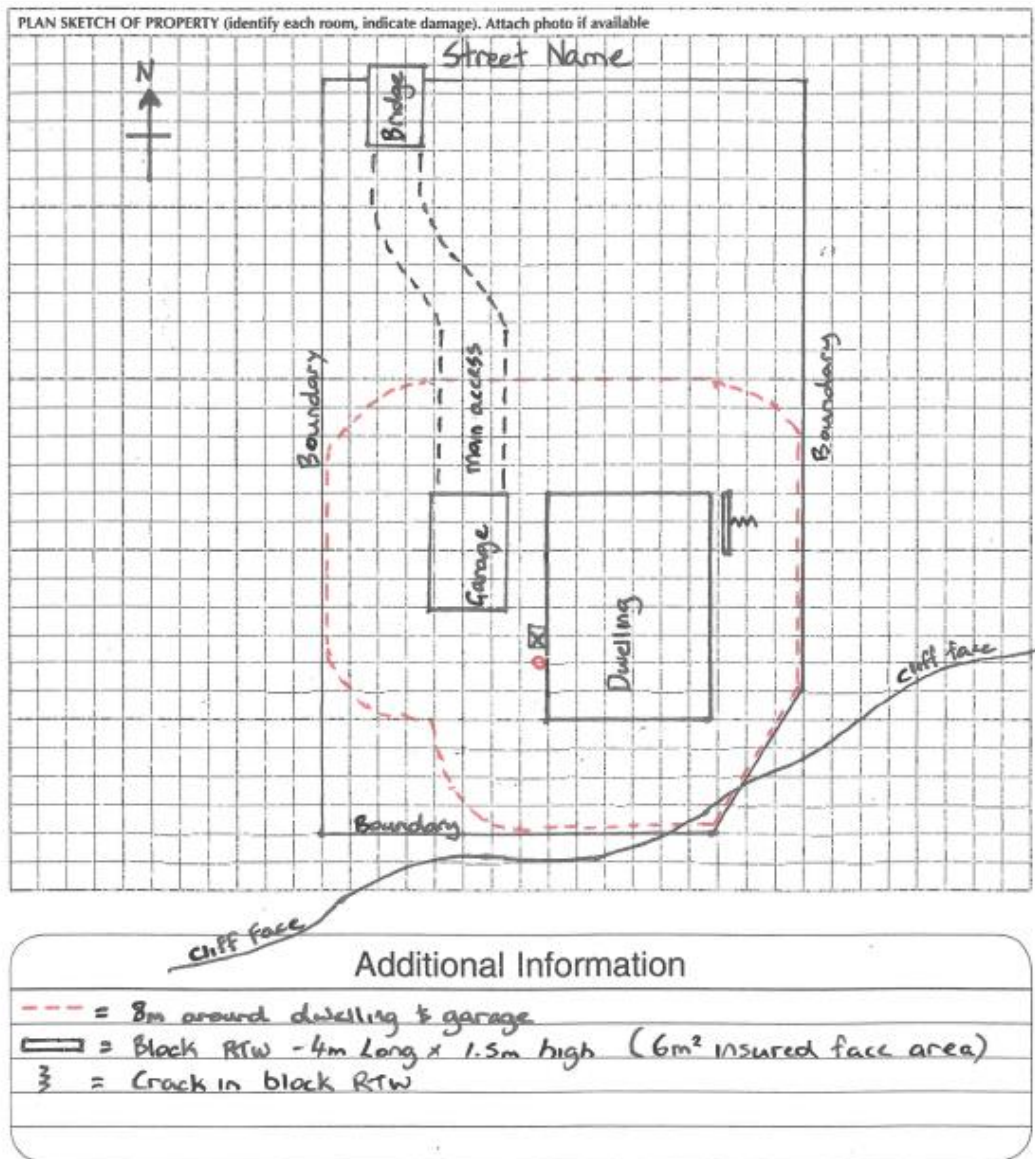 PLAN SKETCH OF PROPERTY (identify each room, indicate damage). Attach photo if available
Street Name
N
Bridge
Boundary
main access
Boundary
Garage
Dwelling
cliff face
Boundary
cliff face
Additional Information
= 8m around dwelling & garage
= Block RTW - 4m Long x 1.5m high (6m² insured face area)
= Crack in block RTW